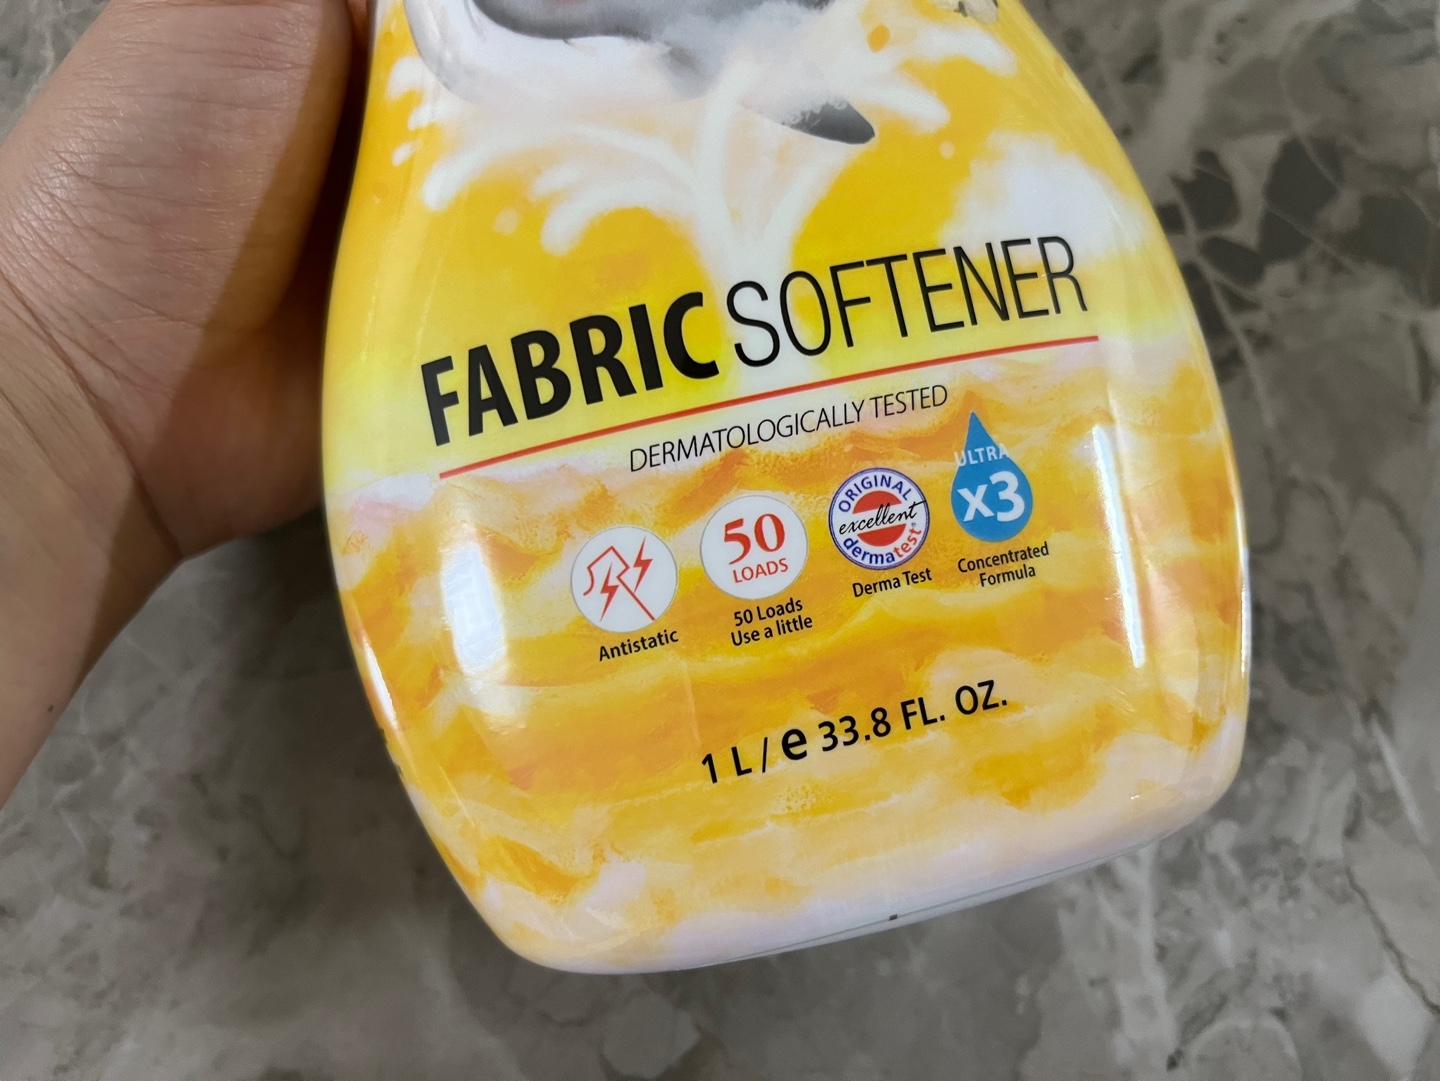 FABRIC SOFTENER
DERMATOLOGICALLY TESTED
Antistatic
50
LOADS
50 Loads
Use a little
ORIGINAL
excellent
dermatest®
Derma Test
ULTRA
x3
Concentrated
Formula
1 L / e 33.8 FL. OZ.